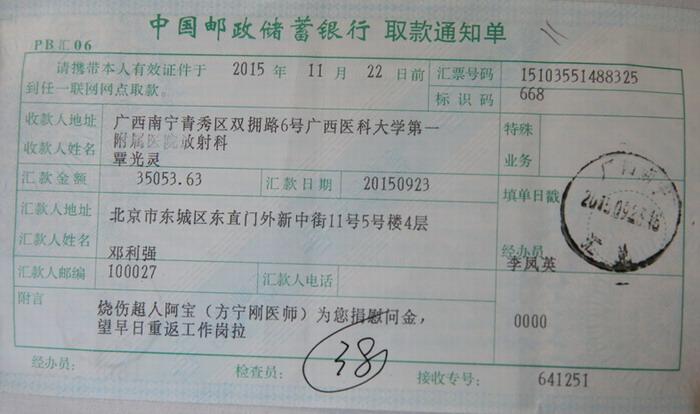 中国邮政储蓄银行 取款通知单
PB汇06
请携带本人有效证件于 2015 年 11 月 22 日前
到任一联网网点取款。
汇票号码 15103551488325
标识码 668
收款人地址 广西南宁青秀区双拥路6号广西医科大学第一
附属医院放射科
收款人姓名 覃光灵
特殊
业务
汇款金额 35053.63 汇款日期 20150923
填单日戳
汇款人地址 北京市东城区东直门外新中街11号5号楼4层
汇款人姓名 邓利强
经办员 李凤英
汇款人邮编 100027 汇款人电话
附言 烧伤超人阿宝（方宁刚医师）为您捐慰问金，
望早日重返工作岗拉
0000
经办员: 检查员: 38 接收专号: 641251